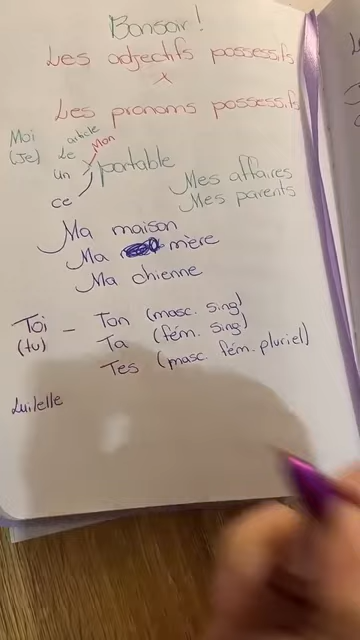 Bonsoir!
Les adjectifs possessifs
x
Les pronoms possessifs
Moi
(Je)
article
Le
Mon
un
ce
portable
Mes affaires
Mes parents
Ma maison
Ma mère
Ma chienne
Toi – Ton (masc. sing)
(tu) Ta (fém. sing)
Tes (masc. fém. pluriel)
Lui/elle